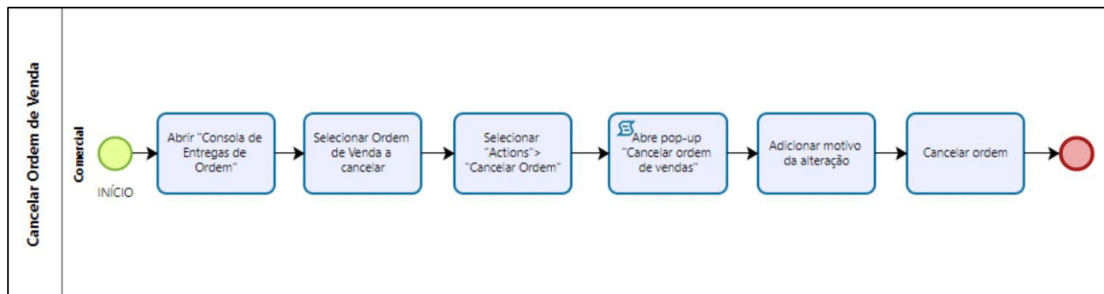 Cancelar Ordem de Venda
Comercial
INÍCIO
Abrir "Consola de
Entregas de
Ordem"
Selecionar Ordem
de Venda a
cancelar
Selecionar
"Actions">
"Cancelar Ordem"
Abre pop-up
"Cancelar ordem
de vendas"
Adicionar motivo
da alteração
Cancelar ordem